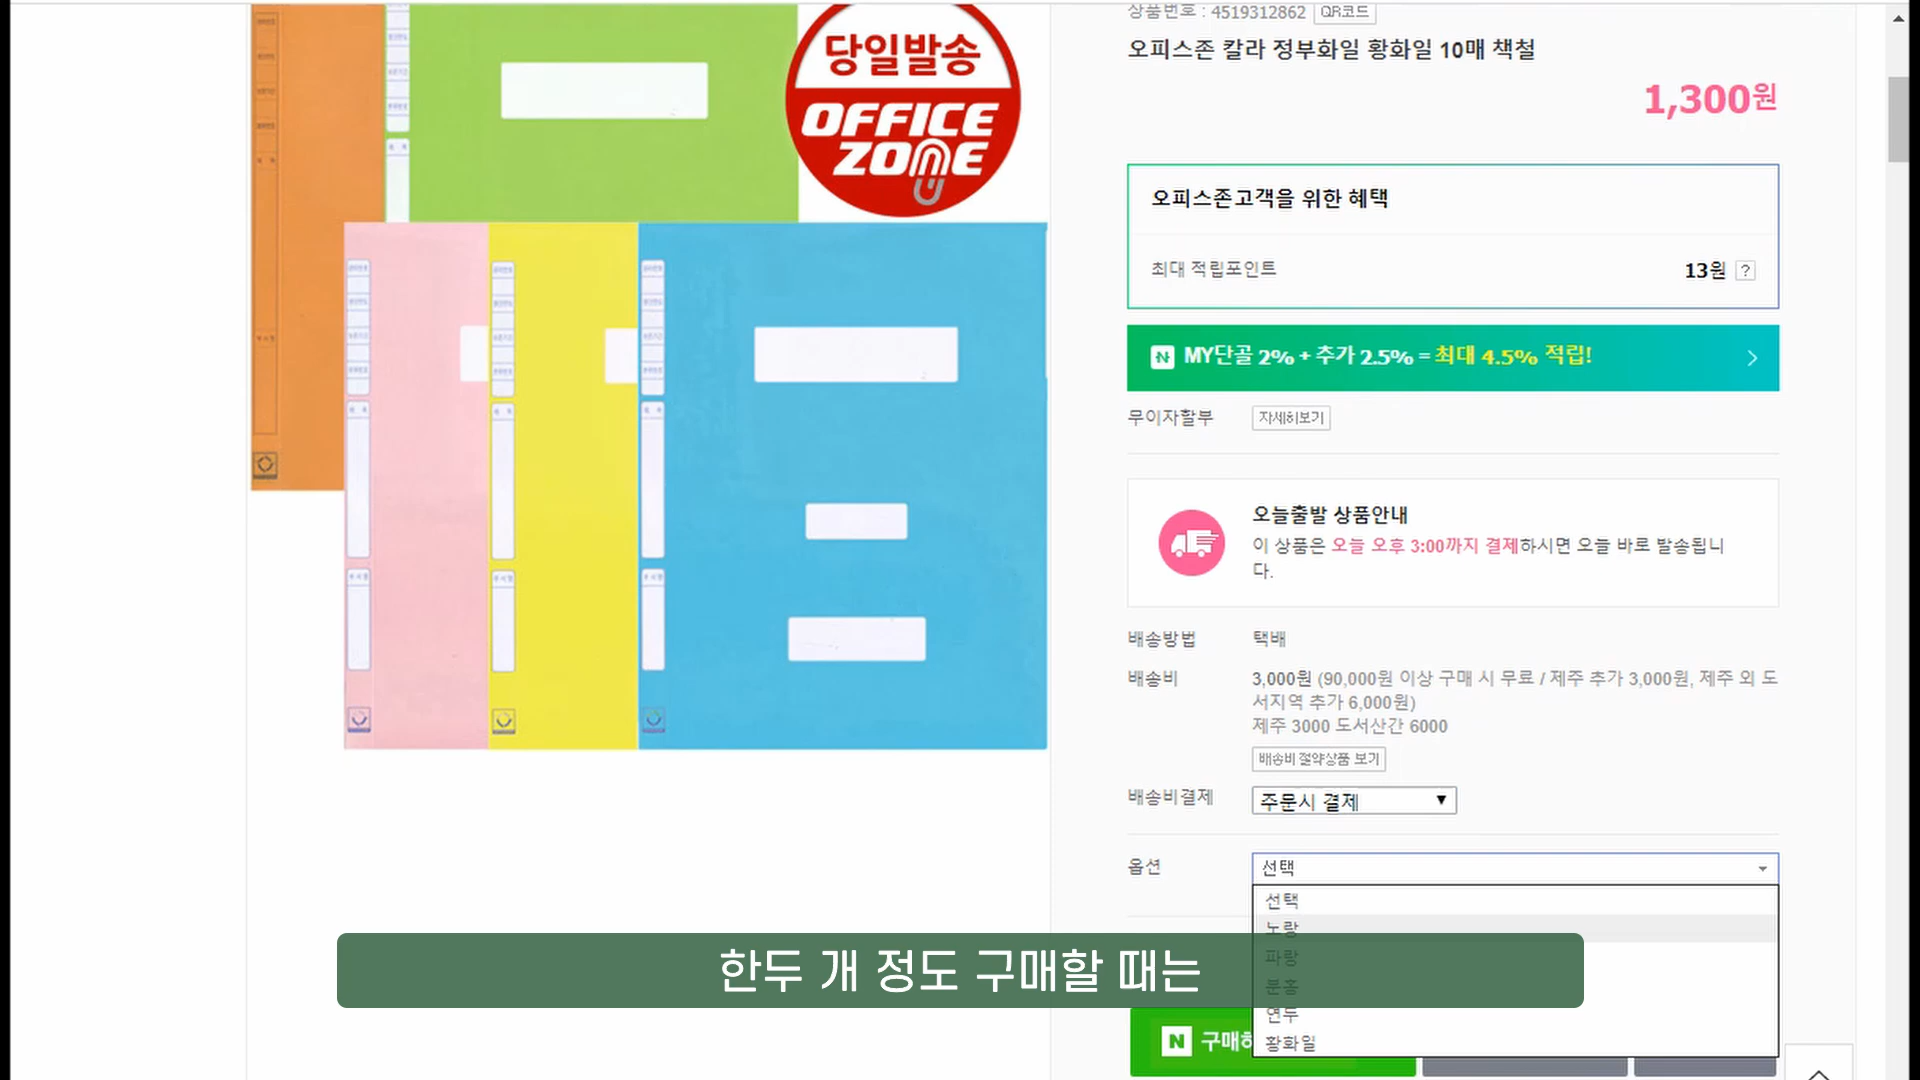 상품번호 : 4519312862 QR코드
오피스존 칼라 정부화일 황화일 10매 책철
1,300원
당일발송
OFFICE
ZONE
오피스존고객을 위한 혜택
최대 적립포인트 13원 ?
N MY단골 2% + 추가 2.5% = 최대 4.5% 적립!
무이자할부 자세히보기
오늘출발 상품안내
이 상품은 오늘 오후 3:00까지 결제하시면 오늘 바로 발송됩니
다.
배송방법 택배
배송비 3,000원 (90,000원 이상 구매 시 무료 / 제주 추가 3,000원, 제주 외 도
서지역 추가 6,000원)
제주 3000 도서산간 6000
배송비 절약상품 보기
배송비결제 주문시 결제
옵션 선택
선택
노랑
파랑
분홍
연두
황화일
한두 개 정도 구매할 때는
N 구매하